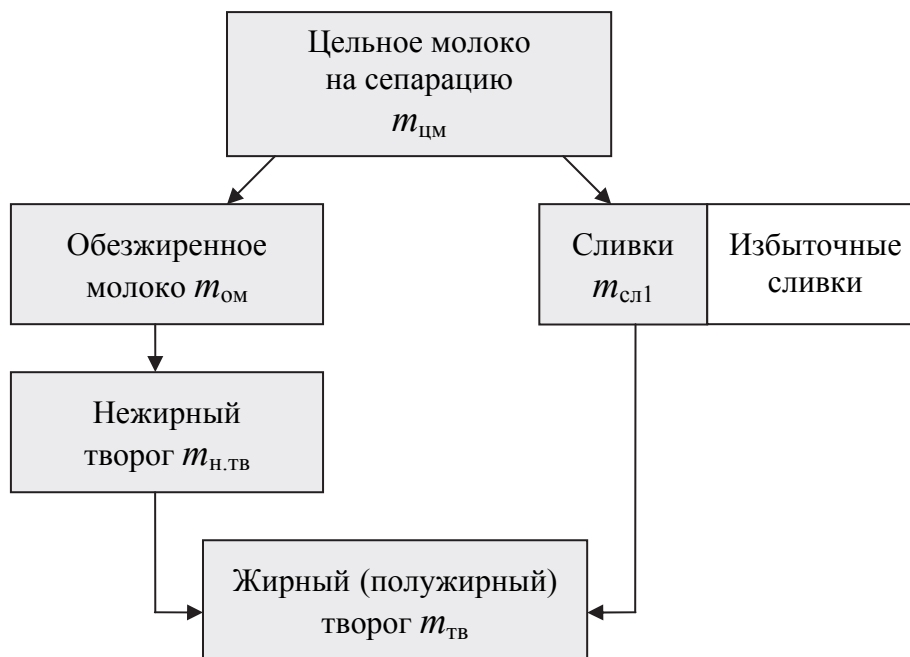 Цельное молоко
на сепарацию
mцм
Обезжиренное
молоко mом
Сливки
mсл1
Избыточные
сливки
Нежирный
творог mн.тв
Жирный (полужирный)
творог mтв